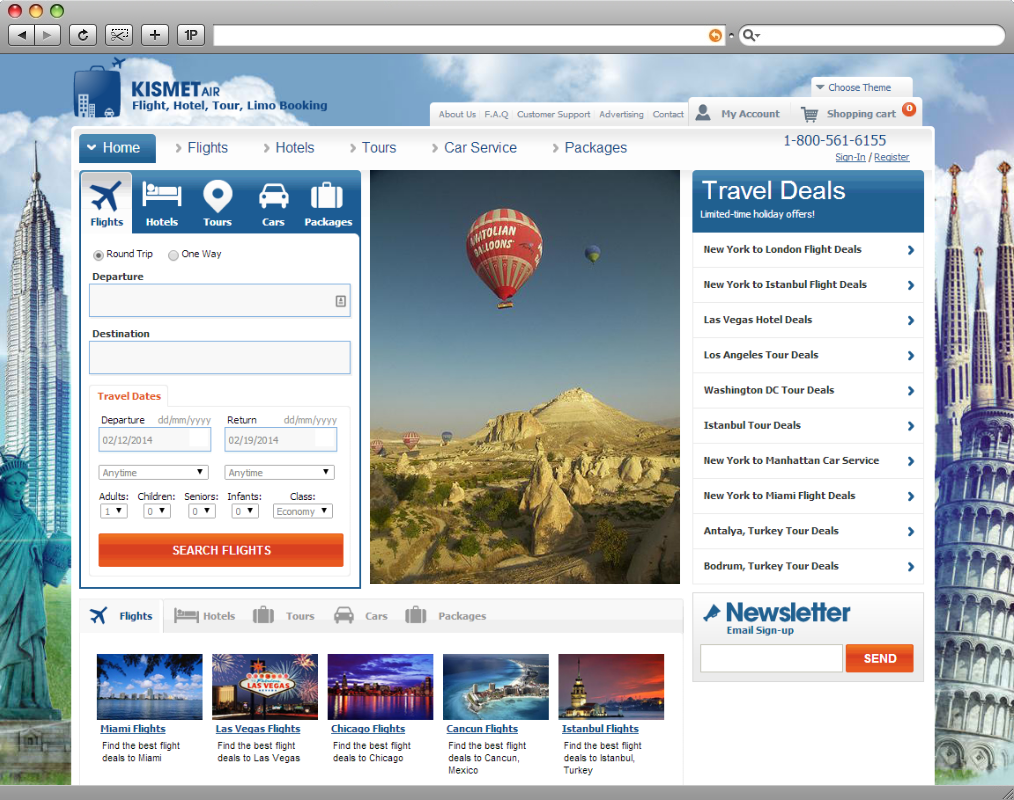 1P
KISMET AIR
Flight, Hotel, Tour, Limo Booking
Choose Theme
About Us F.A.Q Customer Support Advertising Contact
My Account
Shopping cart 0
Home Flights Hotels Tours Car Service Packages
1-800-561-6155
Sign-In / Register
Flights Hotels Tours Cars Packages
Round Trip One Way
Departure
Destination
Travel Dates
Departure dd/mm/yyyy Return dd/mm/yyyy
02/12/2014 02/19/2014
Anytime Anytime
Adults: Children: Seniors: Infants: Class:
1 0 0 0 Economy
SEARCH FLIGHTS
ANATOLIAN
BALLOONS
Travel Deals
Limited-time holiday offers!
New York to London Flight Deals
New York to Istanbul Flight Deals
Las Vegas Hotel Deals
Los Angeles Tour Deals
Washington DC Tour Deals
Istanbul Tour Deals
New York to Manhattan Car Service
New York to Miami Flight Deals
Antalya, Turkey Tour Deals
Bodrum, Turkey Tour Deals
Newsletter
Email Sign-up
SEND
Flights Hotels Tours Cars Packages
LAS VEGAS
Miami Flights
Find the best flight
deals to Miami
Las Vegas Flights
Find the best flight
deals to Las Vegas
Chicago Flights
Find the best flight
deals to Chicago
Cancun Flights
Find the best flight
deals to Cancun,
Mexico
Istanbul Flights
Find the best flight
deals to Istanbul,
Turkey